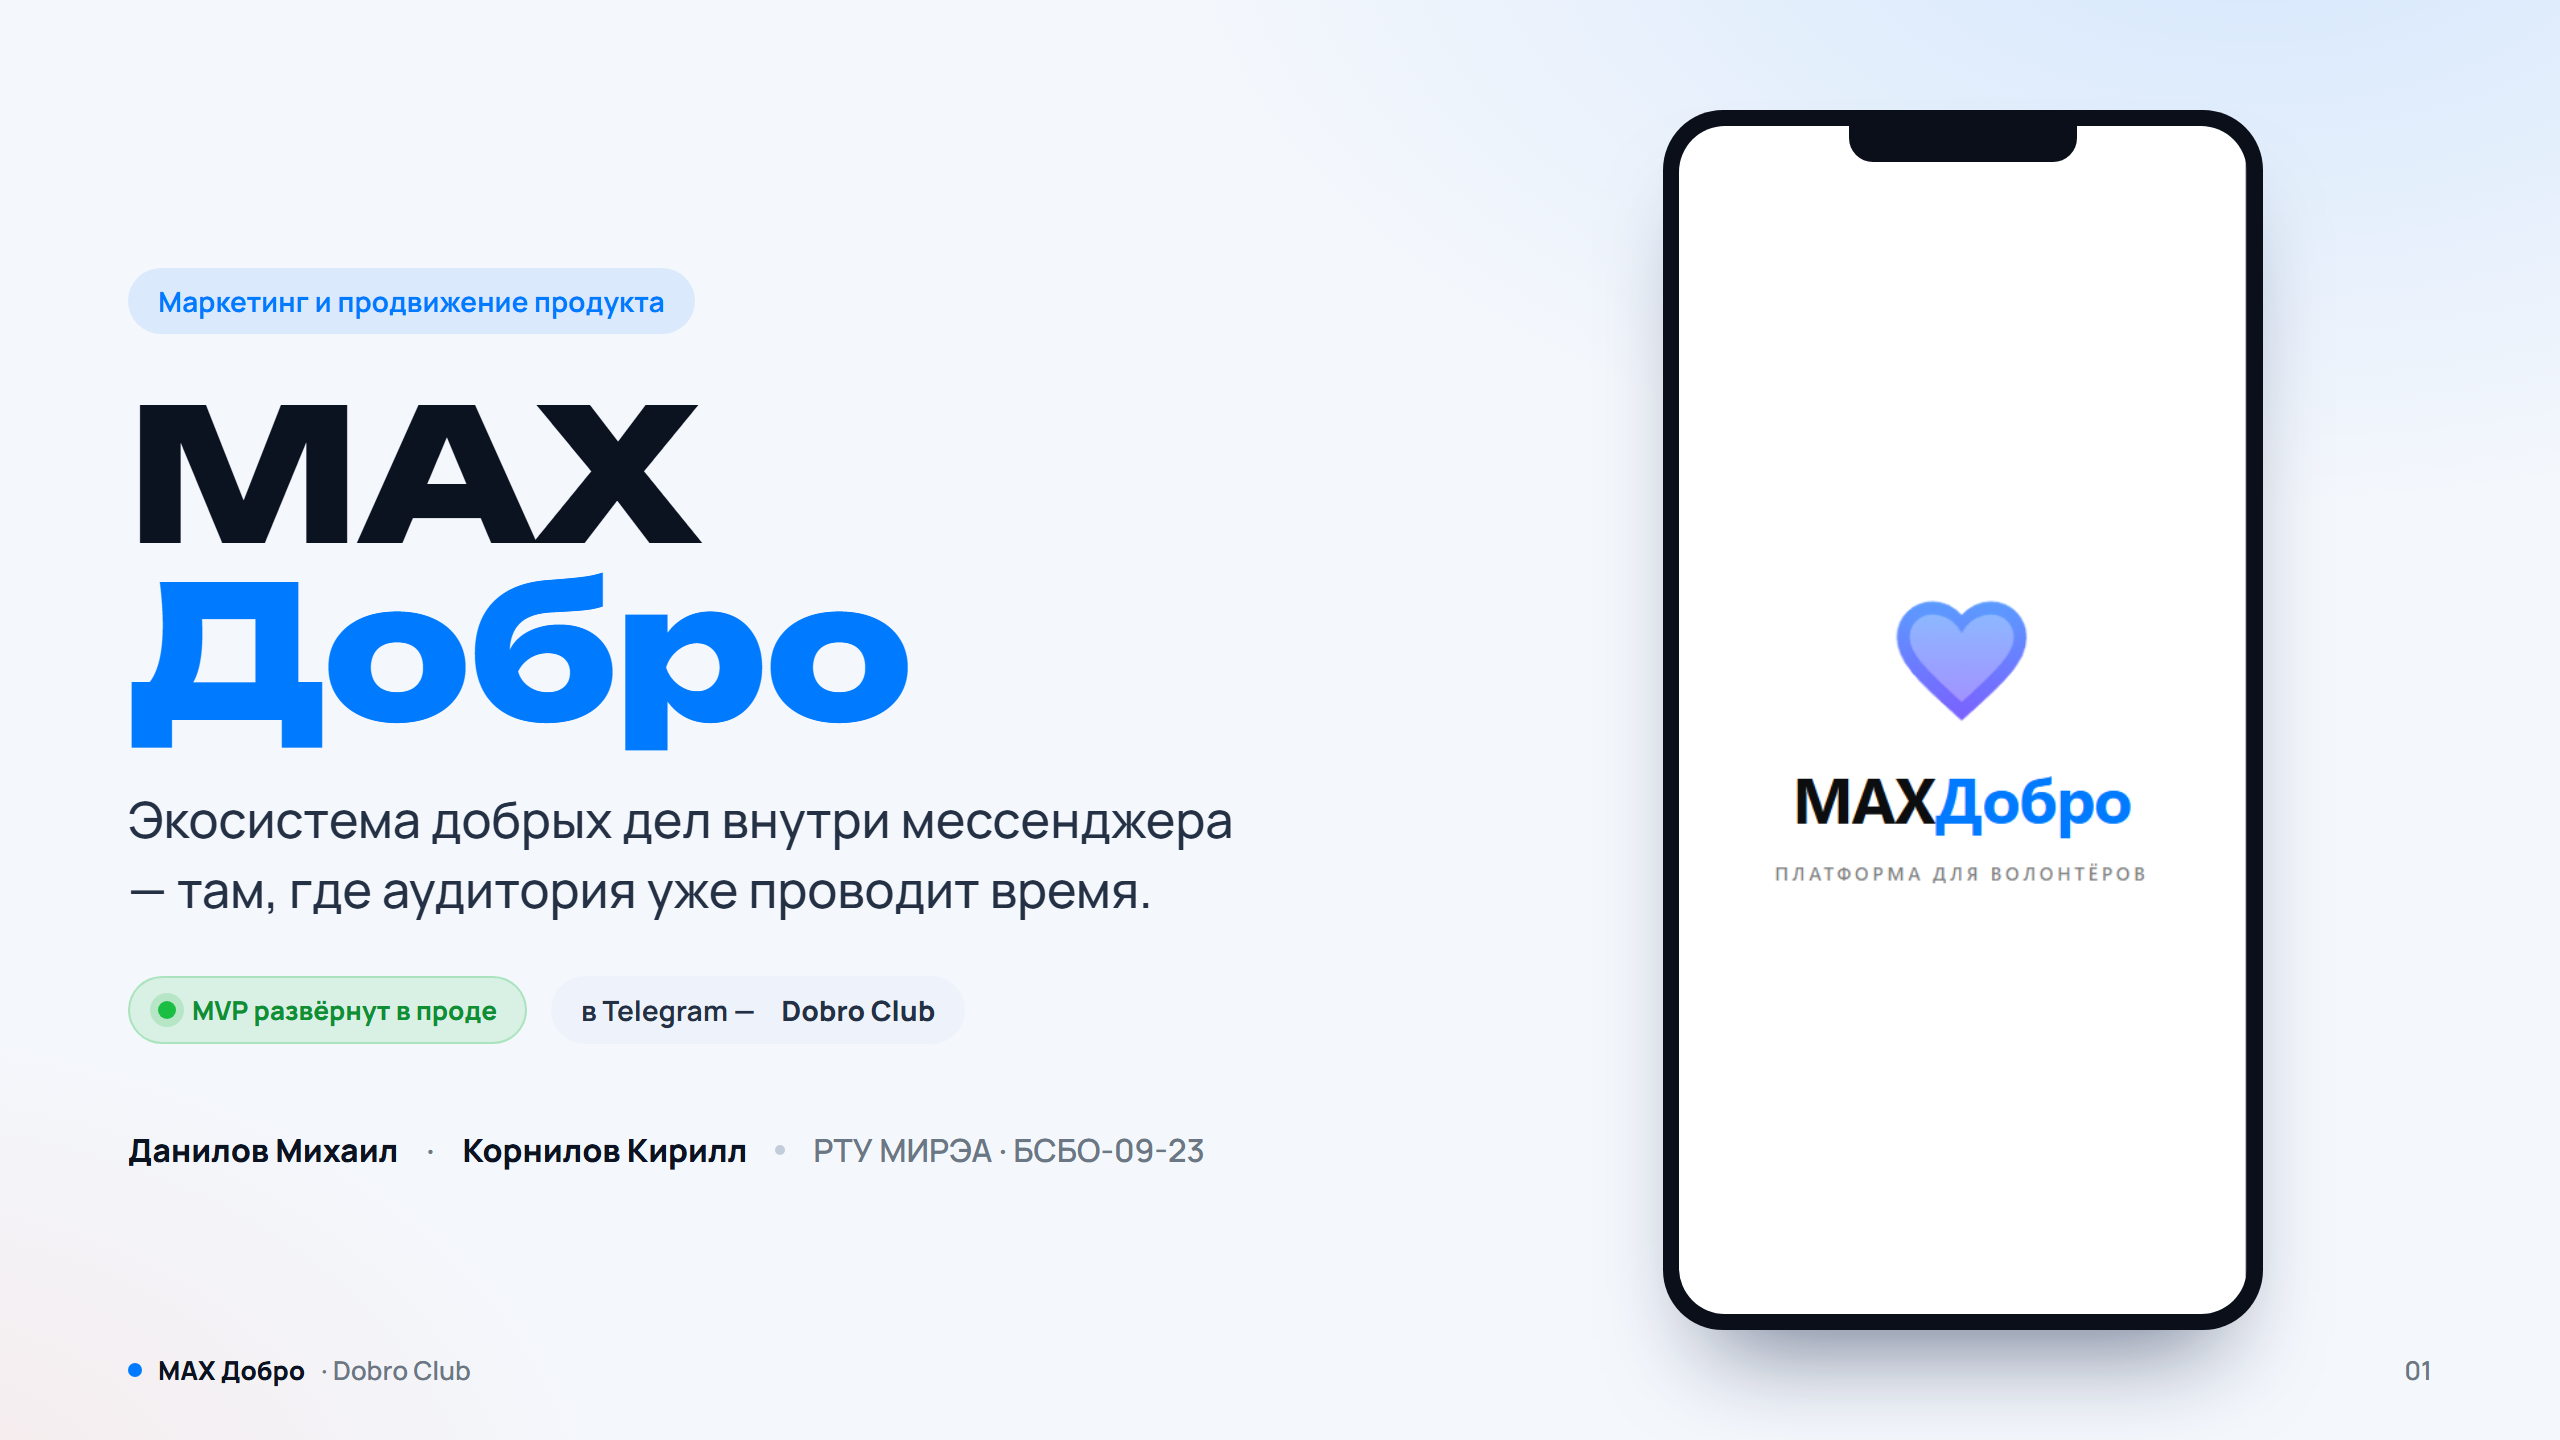 Маркетинг и продвижение продукта
MAX
Добро
Экосистема добрых дел внутри мессенджера
— там, где аудитория уже проводит время.
MVP развёрнут в проде
в Telegram — Dobro Club
Данилов Михаил · Корнилов Кирилл • РТУ МИРЭА · БСБО-09-23
MAXДобро
ПЛАТФОРМА ДЛЯ ВОЛОНТЁРОВ
MAX Добро · Dobro Club
01